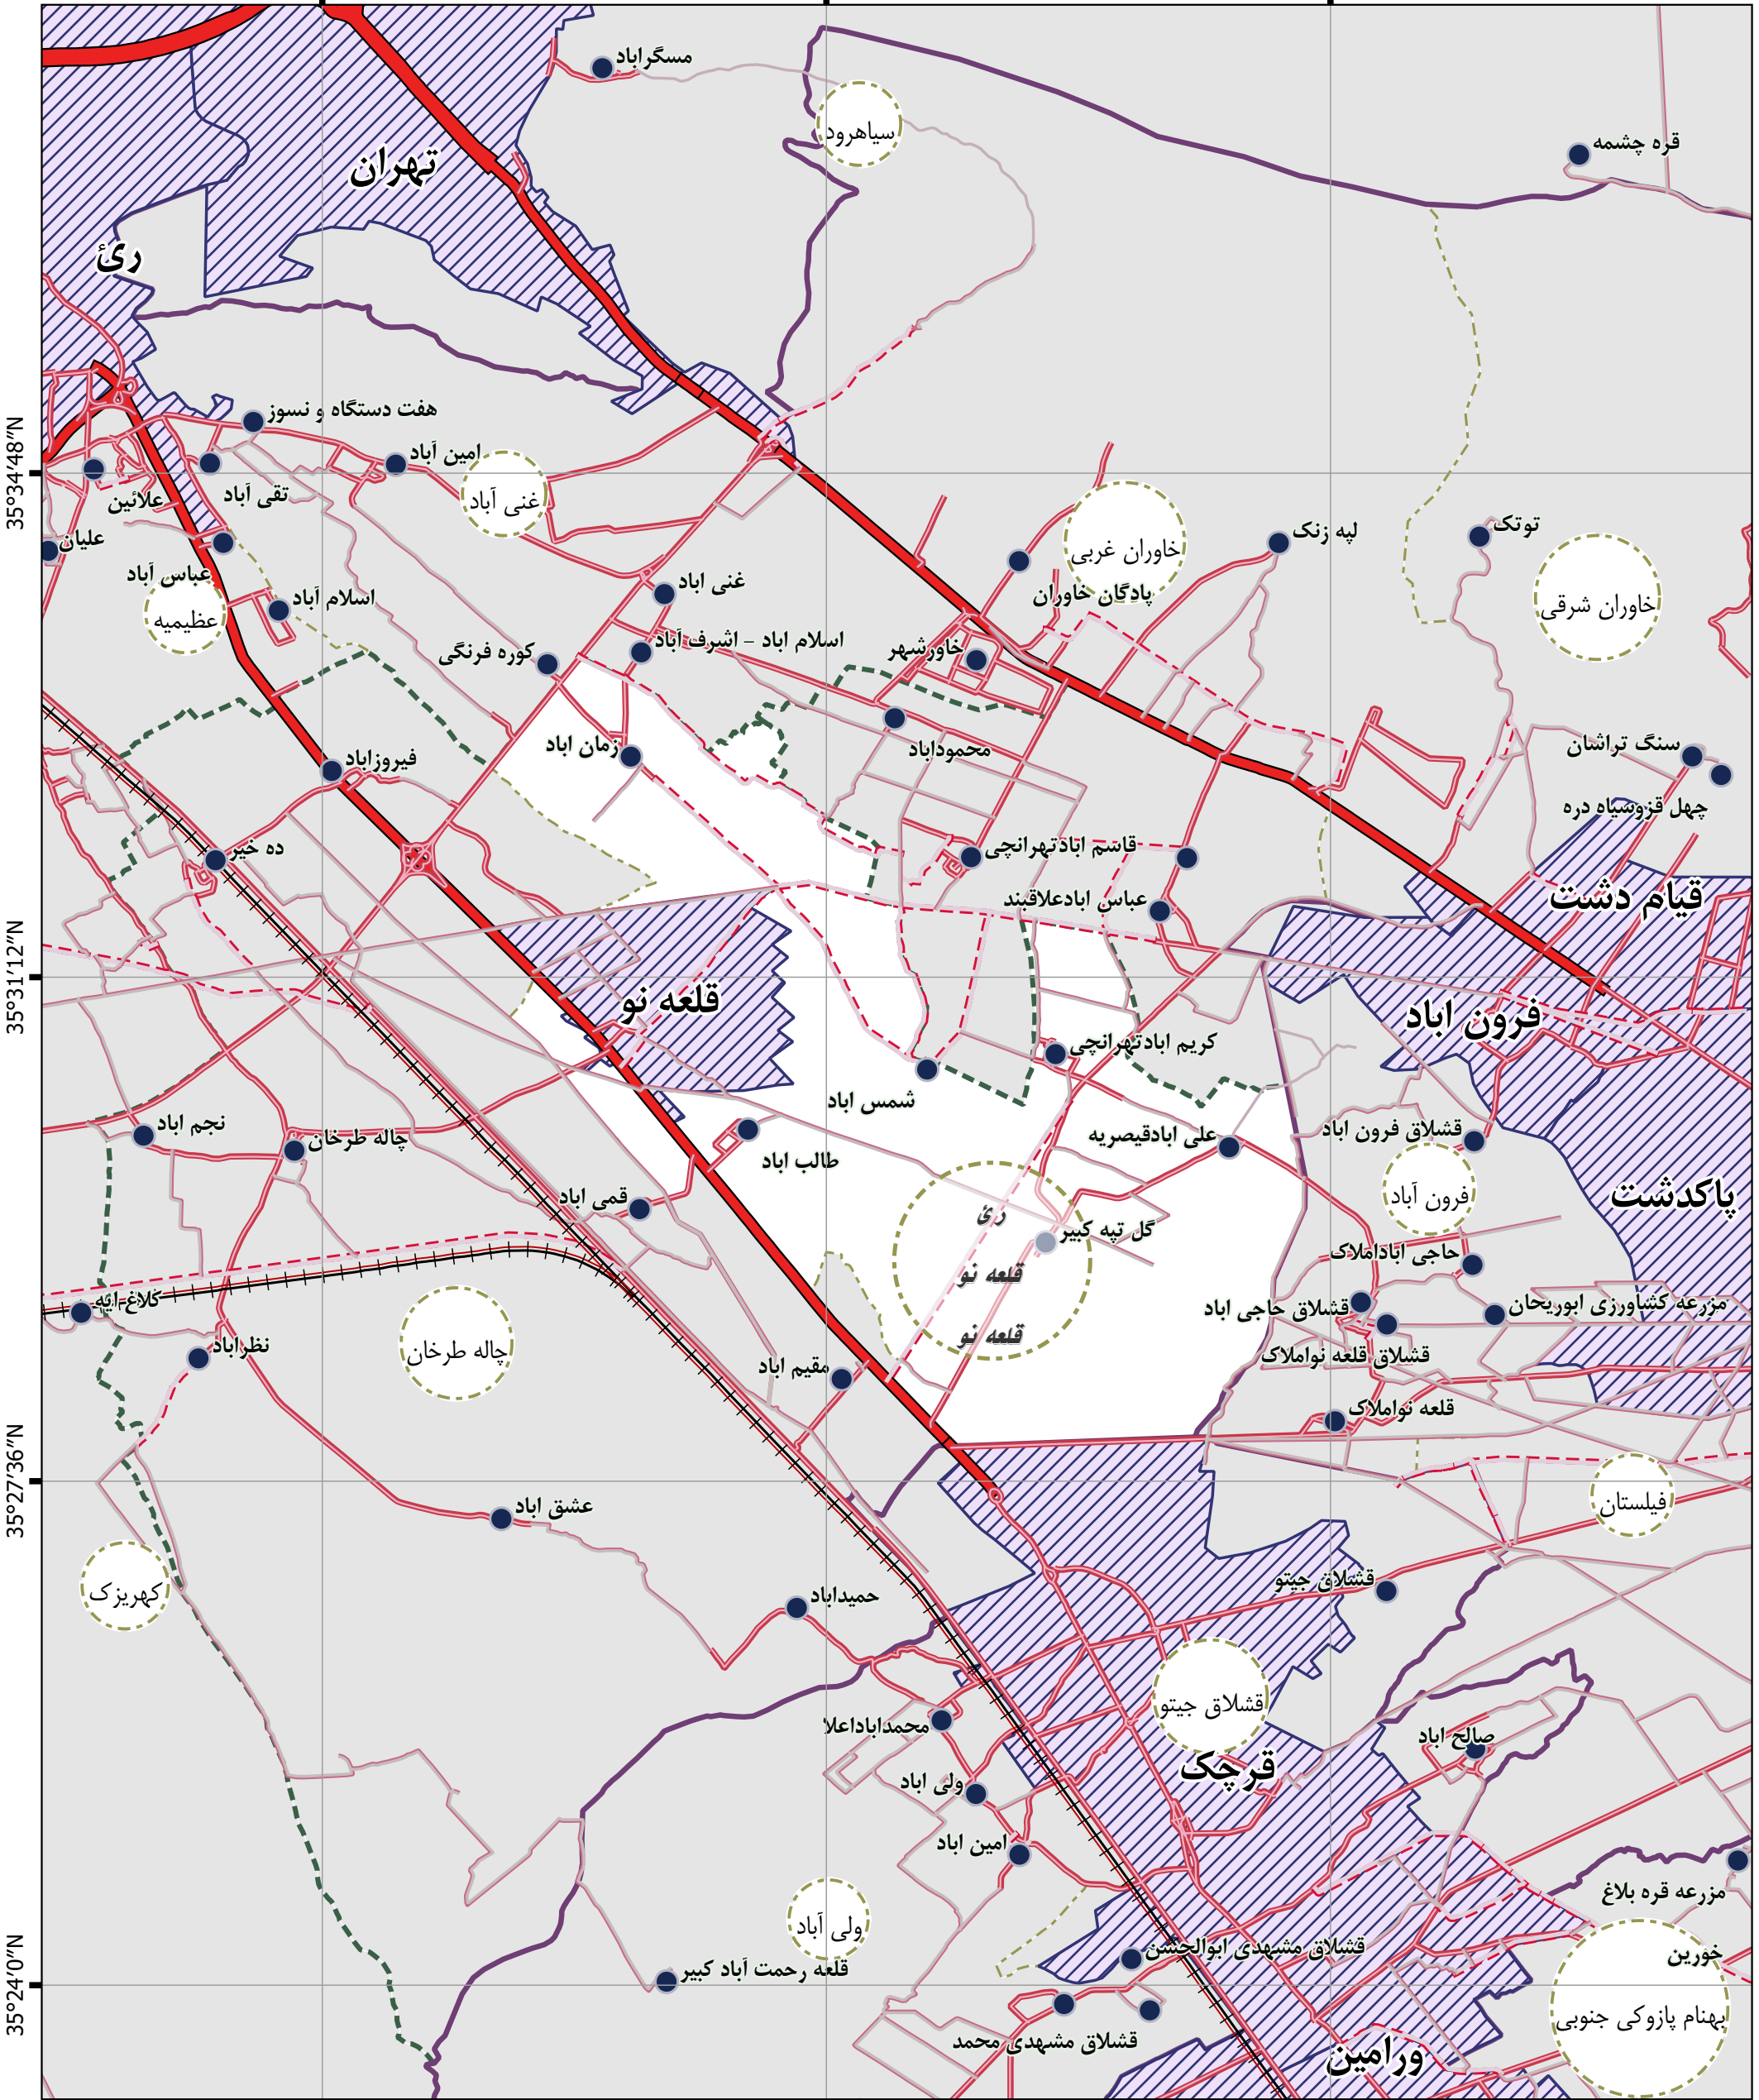 مسگراباد
سیاهرود
قره چشمه
تهران
رئ
هفت دستگاه و نسوز
امین آباد
غنی آباد
تقی آباد
علائین
علیان
35°34'48"N
عباس آباد
عظیمیه
اسلام آباد
غنی اباد
خاوران غربی
پادگان خاوران
لپه زنک
توتک
خاوران شرقی
اسلام اباد - اشرف آباد
کوره فرنگی
خاورشهر
زمان اباد
محموداباد
سنگ تراشان
فیروزاباد
چهل قزوسیاه دره
ده خیر
قاسم ابادتهرانچی
عباس ابادعلاقبند
قیام دشت
35°31'12"N
قلعه نو
فرون اباد
کریم ابادتهرانچی
شمس اباد
نجم اباد
چاله طرخان
علی ابادقیصریه
قشلاق فرون اباد
طالب اباد
قمی اباد
فرون آباد
پاکدشت
رئ
گل تپه کبیر
حاجی اباداملاک
قلعه نو
کلاغ ایه
قشلاق حاجی اباد
مزرعه کشاورزی ابوریحان
قلعه نو
نظراباد
چاله طرخان
قشلاق قلعه نواملاک
مقیم اباد
قلعه نواملاک
35°27'36"N
عشق اباد
فیلستان
کهریزک
قشلاق جیتو
حمیداباد
قشلاق جیتو
محمداباداعلا
صالح اباد
قرچک
ولی اباد
امین اباد
مزرعه قره بلاغ
ولی آباد
قشلاق مشهدی ابوالحسن
خورین
قلعه رحمت آباد کبیر
35°24'0"N
بهنام پازوکی جنوبی
قشلاق مشهدی محمد
ورامین